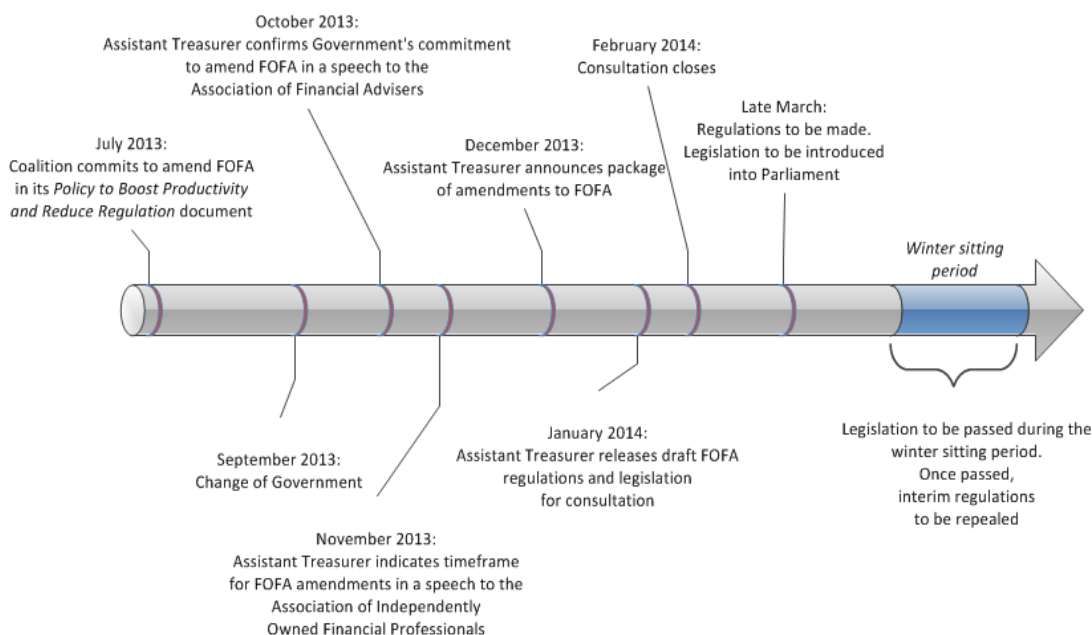 October 2013:
Assistant Treasurer confirms Government's commitment
to amend FOFA in a speech to the
Association of Financial Advisers
February 2014:
Consultation closes
July 2013:
Coalition commits to amend FOFA
in its Policy to Boost Productivity
and Reduce Regulation document
December 2013:
Assistant Treasurer announces package
of amendments to FOFA
Late March:
Regulations to be made.
Legislation to be introduced
into Parliament
Winter sitting
period
September 2013:
Change of Government
November 2013:
Assistant Treasurer indicates timeframe
for FOFA amendments in a speech to the
Association of Independently
Owned Financial Professionals
January 2014:
Assistant Treasurer releases draft FOFA
regulations and legislation
for consultation
Legislation to be passed during the
winter sitting period.
Once passed,
interim regulations
to be repealed